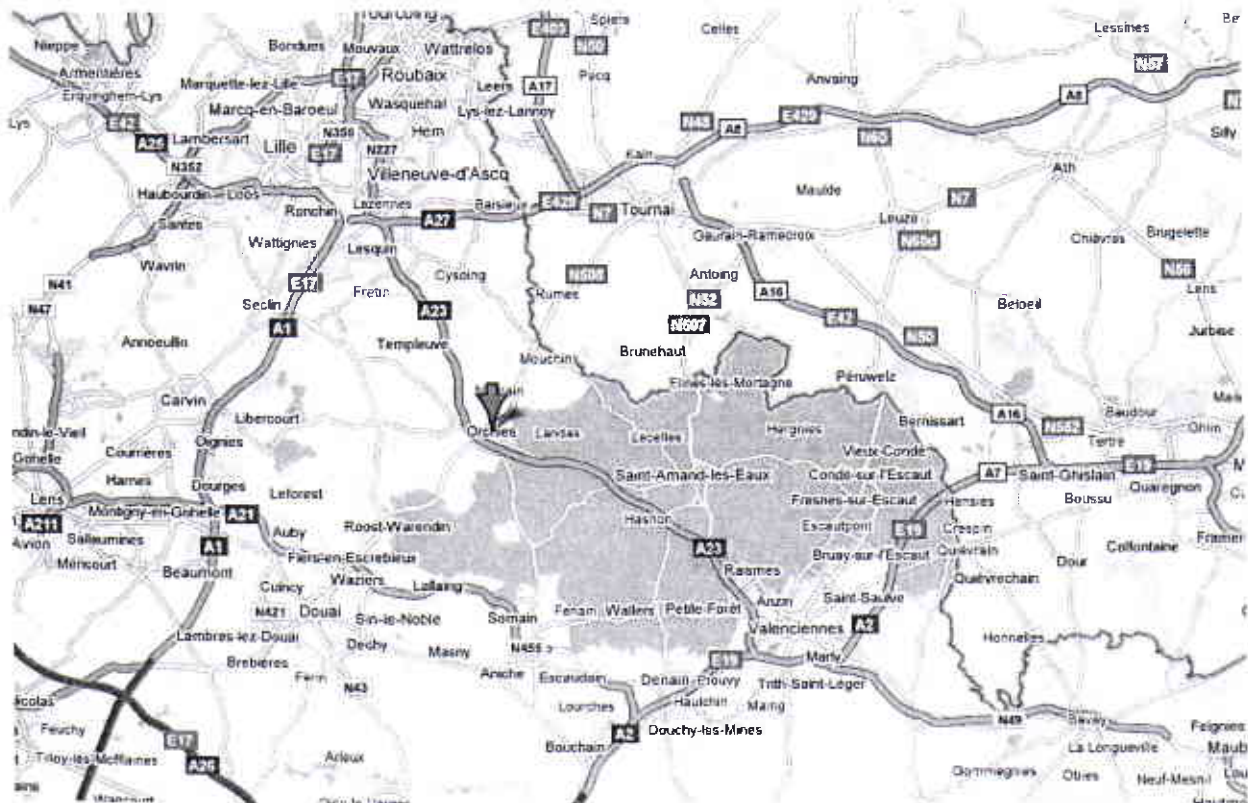 Tourcoing
Spiers
Celles
Lessines
Nieppe
Bondues
Mouvaux
Wattrelos
E403
N50
N57
Armentières
Marquette-lez-Lille
E17
Roubaix
Leers
A17
Pecq
Anvaing
A8
Erquinghem-Lys
Marcq-en-Baroeul
Wasquehal
Lys-lez-Lannoy
E429
Lys
E42
A25
Lambersart
N356
Hem
N48
A8
N60
Silly
Lille
E17
N227
Kain
Ath
N352
Villeneuve-d'Ascq
Haubourdin
Loos
Maulde
N7
Ronchin
Lezennes
Baisieux
E429
N7
Tournai
Leuze
Santes
A27
Wattignies
Lesquin
Gaurain-Ramecroix
Chièvres
Brugelette
Wavrin
Cysoing
N508
Antoing
N56
N41
E17
Fretin
Rumes
A16
Lens
N47
Seclin
A23
N52
E42
Beloeil
A1
N507
N50
Jurbise
Annoeullin
Templeuve
Mouchin
Brunehaut
Flines-lès-Mortagne
Péruwelz
Carvin
A16
Libercourt
Bernissart
Baudour
Oignies
Orchies
Landas
Lecelles
Hergnies
N552
Ghlin
Courrières
Vieux-Condé
Tertre
Harnes
Saint-Amand-les-Eaux
Condé-sur-l'Escaut
A7
Saint-Ghislain
E19
Lens
Dourges
Leforest
Fresnes-sur-Escaut
Hensies
Quaregnon
Montigny-en-Gohelle
A21
Boussu
A211
Auby
Roost-Warendin
Hasnon
Escautpont
E19
Crespin
Avion
Sallaumines
A1
Flers-en-Escrebieux
A23
Bruay-sur-l'Escaut
Quiévrain
Dour
Colfontaine
Méricourt
Beaumont
Raismes
Quiévrechain
Cuincy
Waziers
Lallaing
Anzin
Saint-Saulve
N421
Douai
Sin-le-Noble
Somain
Fenain
Wallers
Petite-Forêt
Valenciennes
A2
Lambres-lez-Douai
Dechy
N455
Honnelles
Brebières
Masny
E19
Marly
Férin
N43
Aniche
Escaudain
Denain
Prouvy
Trith-Saint-Léger
Lourches
Haulchin
Maing
N49
Bavay
Feignies
Feuchy
E17
A2
Douchy-les-Mines
Tilloy-lès-Mofflaines
A26
Arleux
Bouchain
La Longueville
Gommegnies
Obies
Neuf-Mesnil
Wancourt